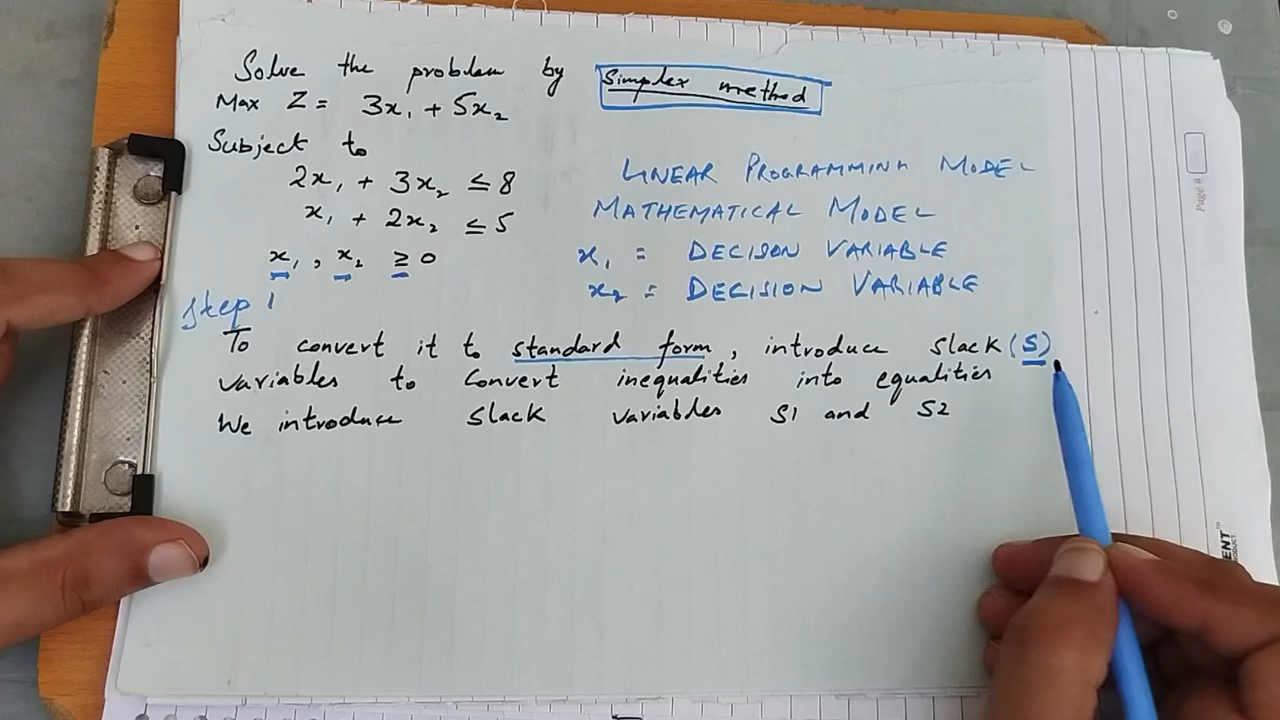 Solve the problem by Simplex method
Max Z = 3x₁ + 5x₂
Subject to
2x₁ + 3x₂ ≤ 8
x₁ + 2x₂ ≤ 5
x₁, x₂ ≥ 0
LINEAR PROGRAMMING MODEL
MATHEMATICAL MODEL
x₁ = DECISON VARIABLE
x₂ = DECISION VARIABLE
Step 1
To convert it to standard form, introduce slack (S)
variables to convert inequalities into equalities
We introduce slack variables S1 and S2
Page #